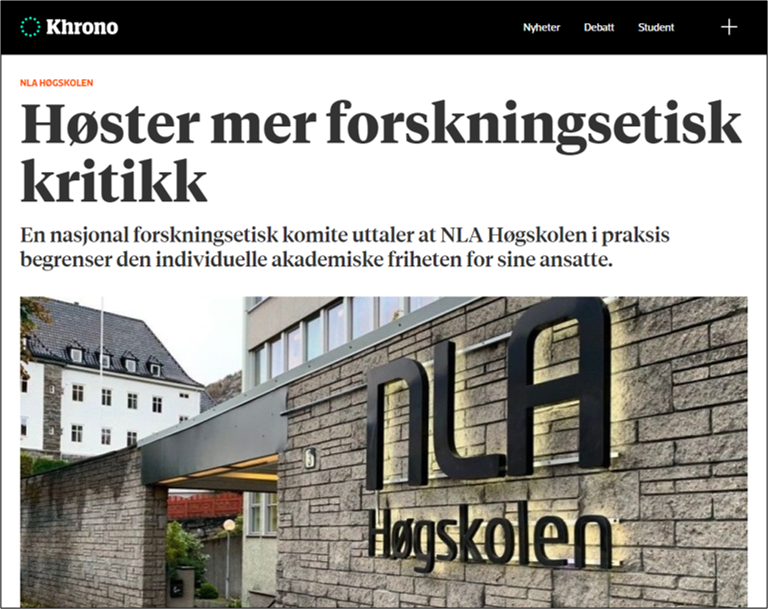 Khrono
Nyheter Debatt Student
NLA HØGSKOLEN
Høster mer forskningsetisk
kritikk
En nasjonal forskningsetisk komite uttaler at NLA Høgskolen i praksis
begrenser den individuelle akademiske friheten for sine ansatte.
NLA
Høgskolen